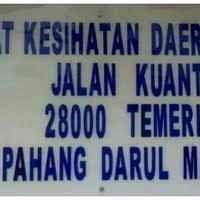 AT KESIHATAN DAER
JALAN KUANT
28000 TEMER
PAHANG DARUL M